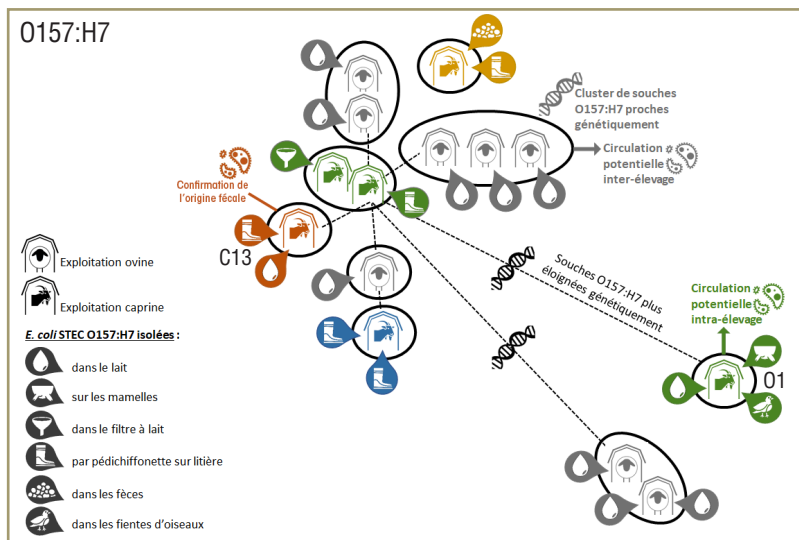 O157:H7
Cluster de souches
O157:H7 proches
génétiquement
Circulation
potentielle
inter-élevage
Confirmation de
l'origine fécale
C13
Exploitation ovine
Exploitation caprine
E. coli STEC O157:H7 isolées :
dans le lait
sur les mamelles
dans le filtre à lait
par pédichiffonette sur litière
dans les fèces
dans les fientes d'oiseaux
Souches O157:H7 plus
éloignées génétiquement
Circulation
potentielle
intra-élevage
O1